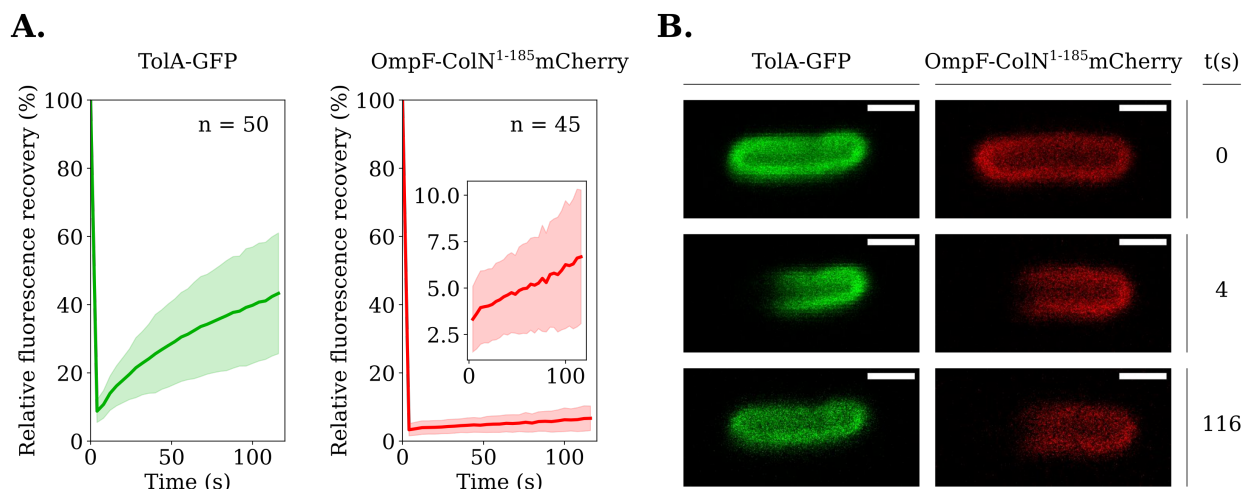 A.
TolA-GFP
OmpF-ColN1-185mCherry
Relative fluorescence recovery (%)
100
80
60
40
20
0
n = 50
0
50
100
Time (s)
Relative fluorescence recovery (%)
100
80
60
40
20
0
n = 45
10.0
7.5
5.0
2.5
0
100
0
50
100
Time (s)
B.
TolA-GFP
OmpF-ColN1-185mCherry
t(s)
0
4
116